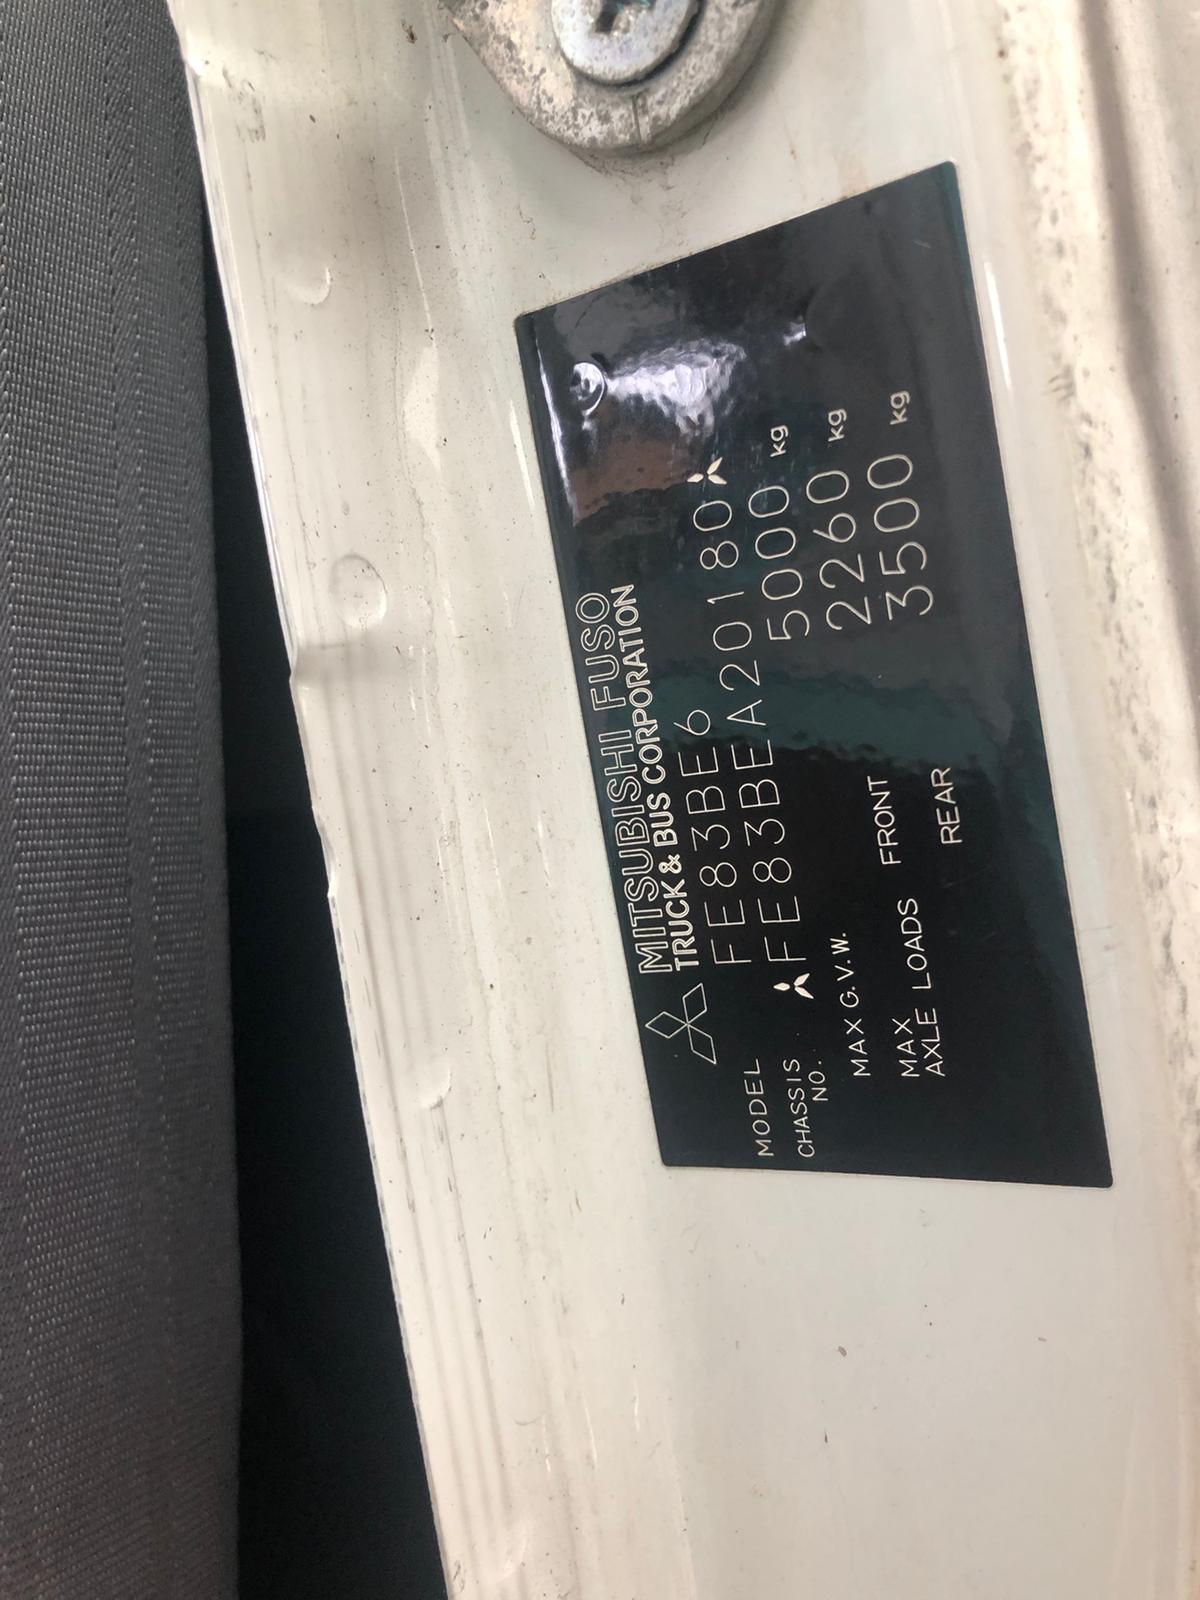 MITSUBISHI FUSO
TRUCK & BUS CORPORATION
MODEL FE83BE6
CHASSIS NO. FE83BEA20180
MAX G.V.W. 5000 kg
MAX AXLE LOADS FRONT 2260 kg
REAR 3500 kg